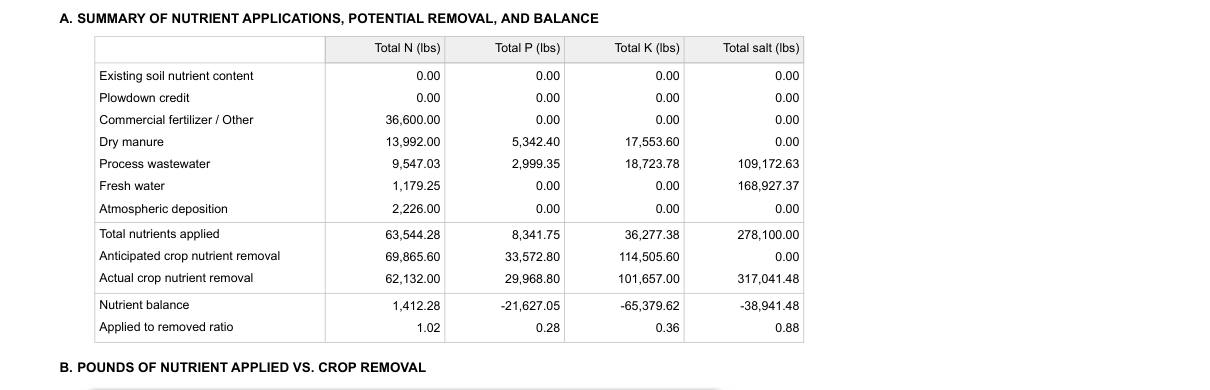 A. SUMMARY OF NUTRIENT APPLICATIONS, POTENTIAL REMOVAL, AND BALANCE
Total N (lbs) Total P (lbs) Total K (lbs) Total salt (lbs)
Existing soil nutrient content 0.00 0.00 0.00 0.00
Plowdown credit 0.00 0.00 0.00 0.00
Commercial fertilizer / Other 36,600.00 0.00 0.00 0.00
Dry manure 13,992.00 5,342.40 17,553.60 0.00
Process wastewater 9,547.03 2,999.35 18,723.78 109,172.63
Fresh water 1,179.25 0.00 0.00 168,927.37
Atmospheric deposition 2,226.00 0.00 0.00 0.00
Total nutrients applied 63,544.28 8,341.75 36,277.38 278,100.00
Anticipated crop nutrient removal 69,865.60 33,572.80 114,505.60 0.00
Actual crop nutrient removal 62,132.00 29,968.80 101,657.00 317,041.48
Nutrient balance 1,412.28 -21,627.05 -65,379.62 -38,941.48
Applied to removed ratio 1.02 0.28 0.36 0.88
B. POUNDS OF NUTRIENT APPLIED VS. CROP REMOVAL